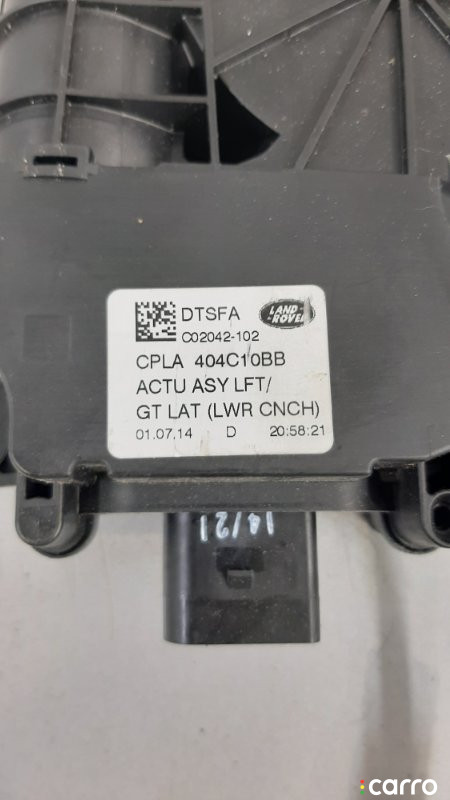 DTSFA
LAND ROVER
C02042-102
CPLA 404C10BB
ACTU ASY LFT/
GT LAT (LWR CNCH)
01.07.14 D 20:58:21
14/21
carro